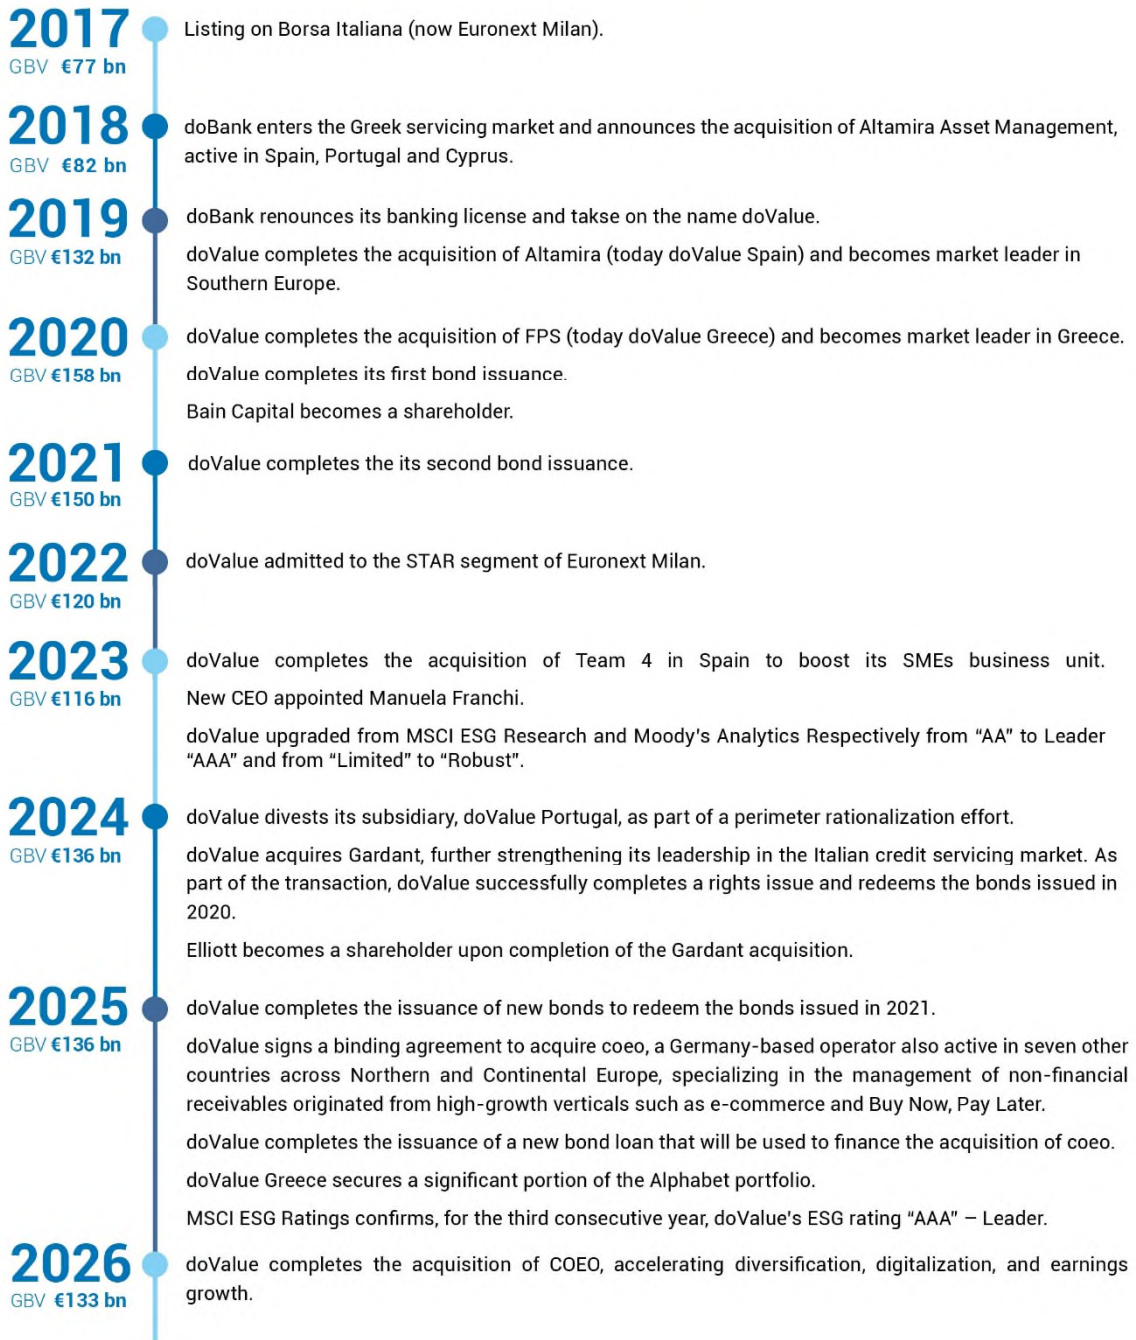 2017
GBV €77 bn
Listing on Borsa Italiana (now Euronext Milan).
2018
GBV €82 bn
doBank enters the Greek servicing market and announces the acquisition of Altamira Asset Management,
active in Spain, Portugal and Cyprus.
2019
GBV €132 bn
doBank renounces its banking license and takse on the name doValue.
doValue completes the acquisition of Altamira (today doValue Spain) and becomes market leader in
Southern Europe.
2020
GBV €158 bn
doValue completes the acquisition of FPS (today doValue Greece) and becomes market leader in Greece.
doValue completes its first bond issuance.
Bain Capital becomes a shareholder.
2021
GBV €150 bn
doValue completes the its second bond issuance.
2022
GBV €120 bn
doValue admitted to the STAR segment of Euronext Milan.
2023
GBV €116 bn
doValue completes the acquisition of Team 4 in Spain to boost its SMEs business unit.
New CEO appointed Manuela Franchi.
doValue upgraded from MSCI ESG Research and Moody's Analytics Respectively from “AA” to Leader
“AAA” and from “Limited” to “Robust”.
2024
GBV €136 bn
doValue divests its subsidiary, doValue Portugal, as part of a perimeter rationalization effort.
doValue acquires Gardant, further strengthening its leadership in the Italian credit servicing market. As
part of the transaction, doValue successfully completes a rights issue and redeems the bonds issued in
2020.
Elliott becomes a shareholder upon completion of the Gardant acquisition.
2025
GBV €136 bn
doValue completes the issuance of new bonds to redeem the bonds issued in 2021.
doValue signs a binding agreement to acquire coeo, a Germany-based operator also active in seven other
countries across Northern and Continental Europe, specializing in the management of non-financial
receivables originated from high-growth verticals such as e-commerce and Buy Now, Pay Later.
doValue completes the issuance of a new bond loan that will be used to finance the acquisition of coeo.
doValue Greece secures a significant portion of the Alphabet portfolio.
MSCI ESG Ratings confirms, for the third consecutive year, doValue's ESG rating “AAA” – Leader.
2026
GBV €133 bn
doValue completes the acquisition of COEO, accelerating diversification, digitalization, and earnings
growth.